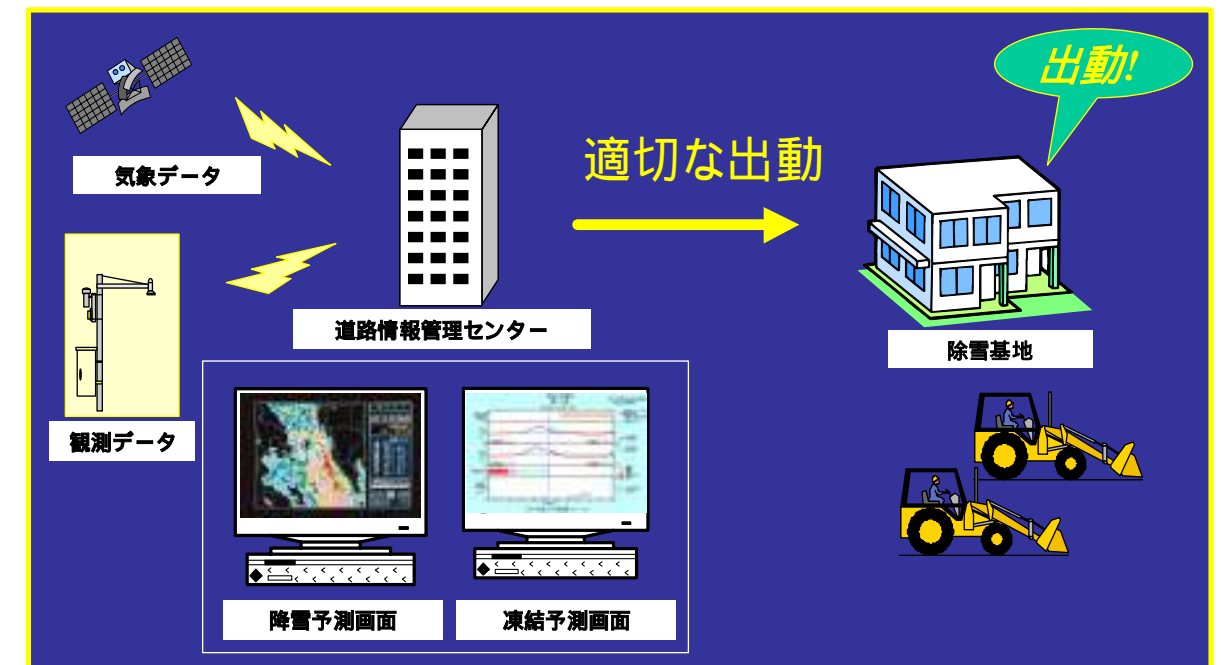 出動!
適切な出動
気象データ
道路情報管理センター
除雪基地
観測データ
降雪予測画面
凍結予測画面